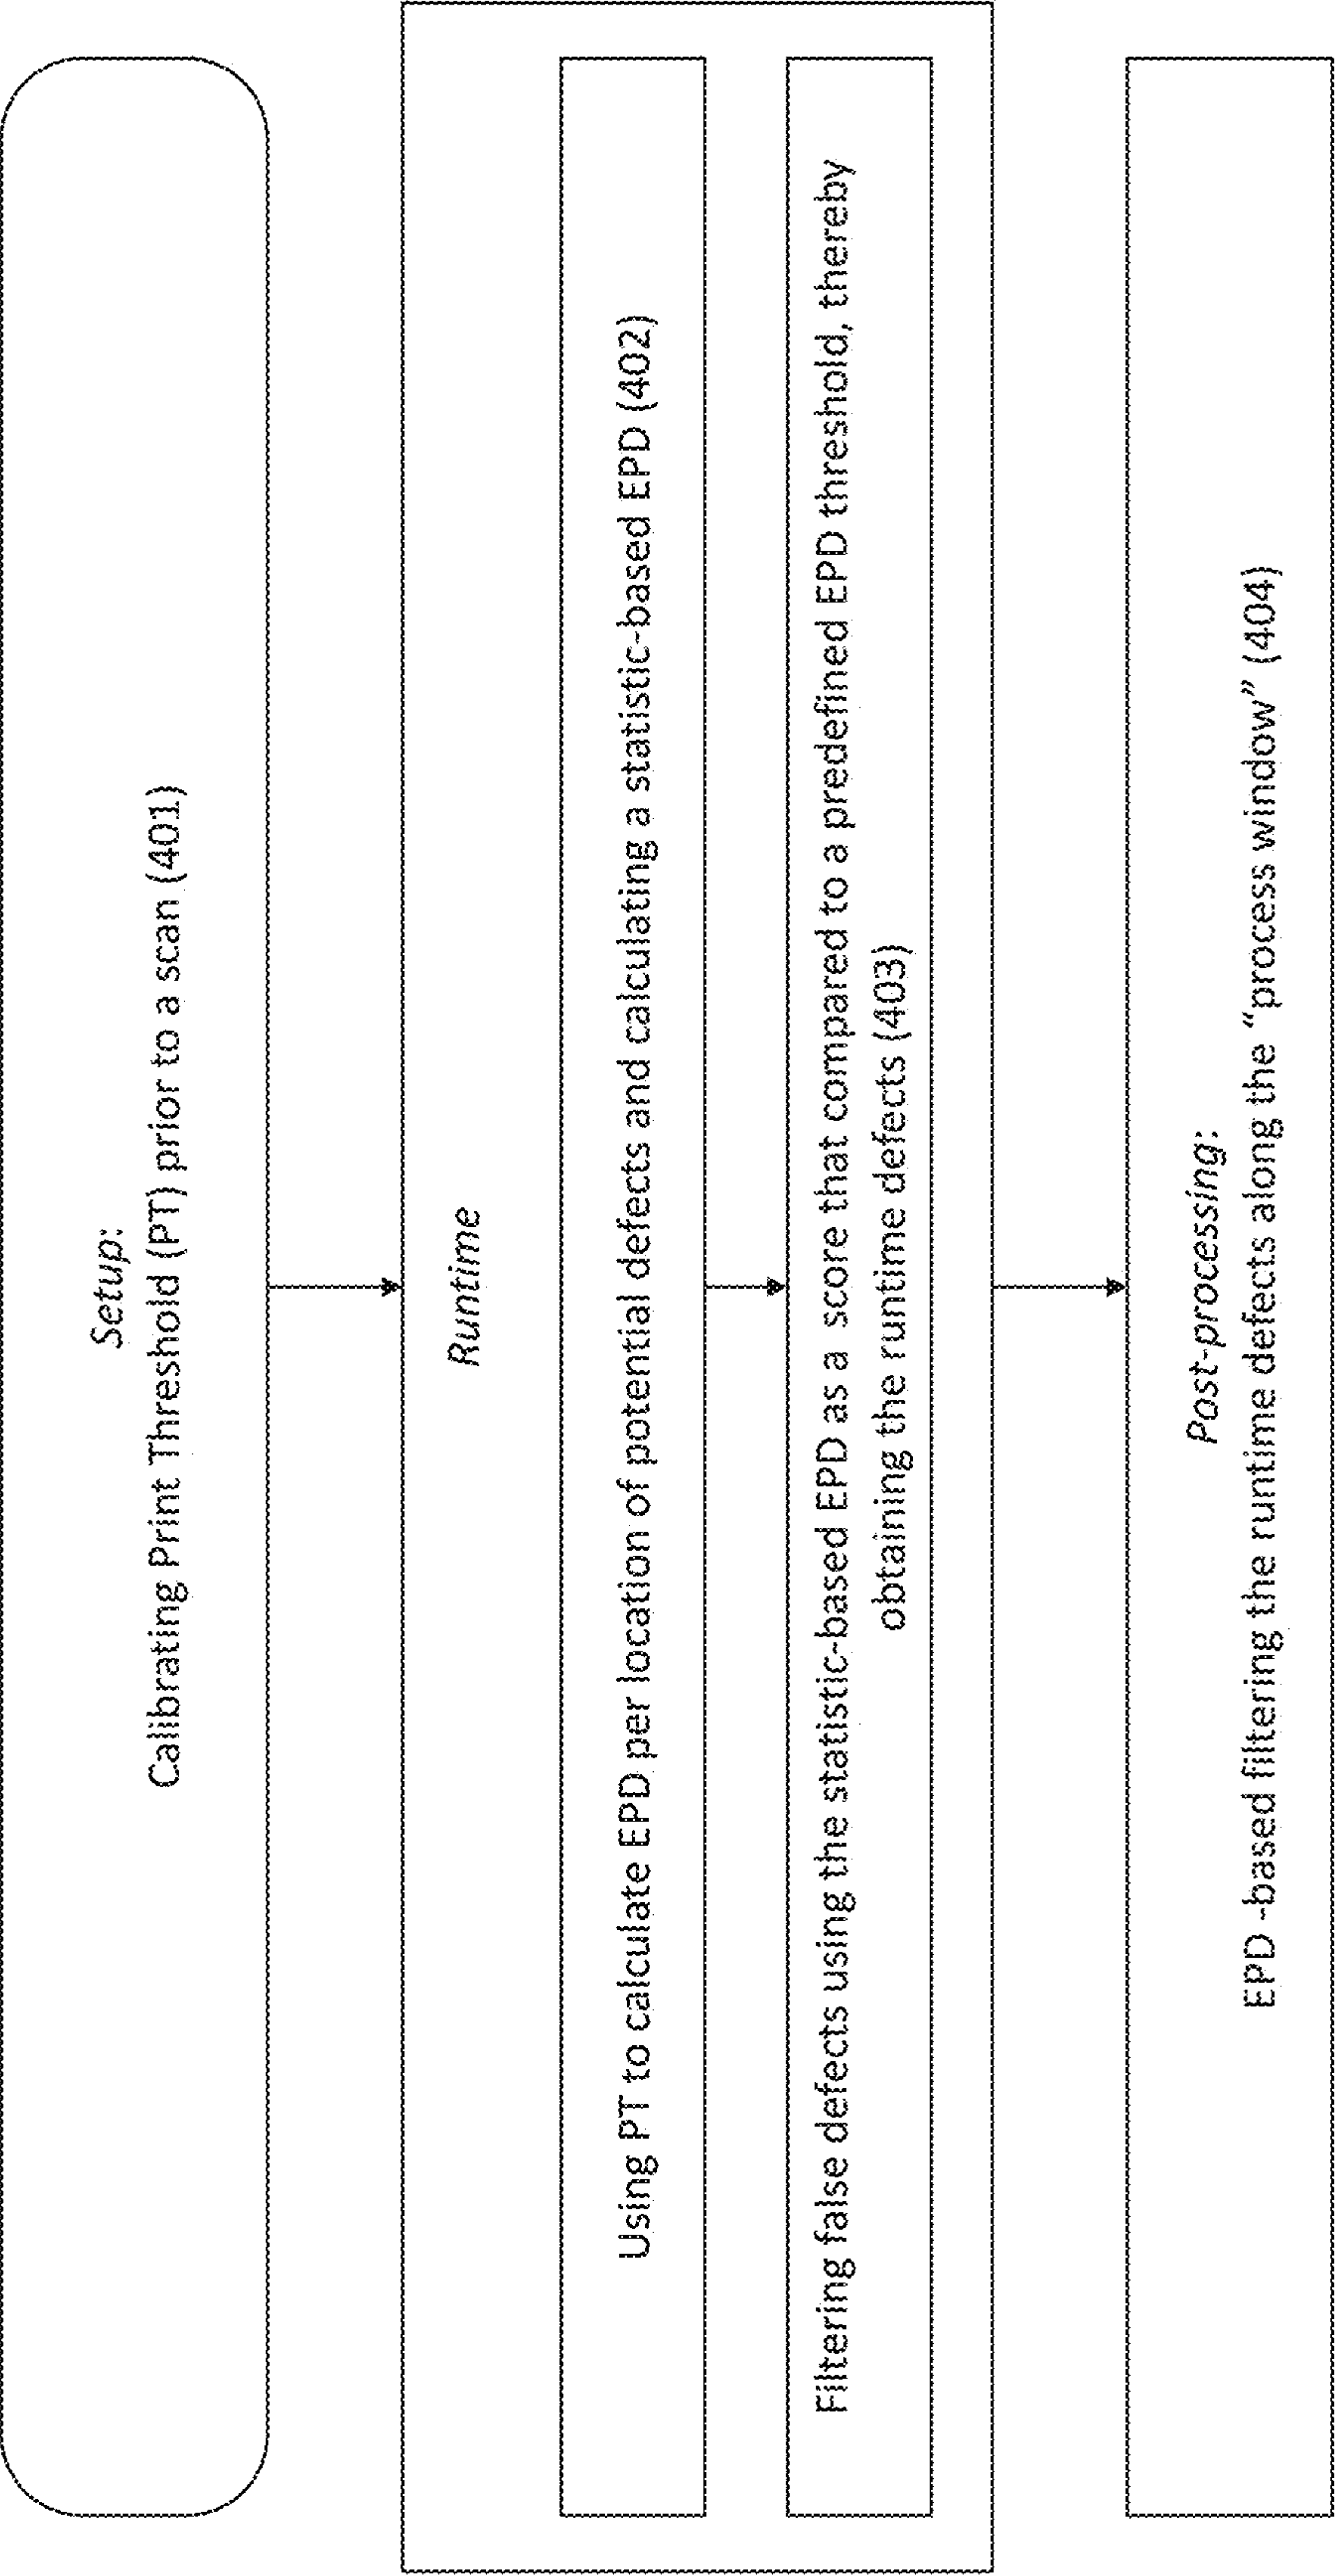 Setup:
Calibrating Print Threshold (PT) prior to a scan (401)
Runtime
Using PT to calculate EPD per location of potential defects and calculating a statistic-based EPD (402)
Filtering false defects using the statistic-based EPD as a score that compared to a predefined EPD threshold, thereby
obtaining the runtime defects (403)
Post-processing:
EPD -based filtering the runtime defects along the “process window” (404)